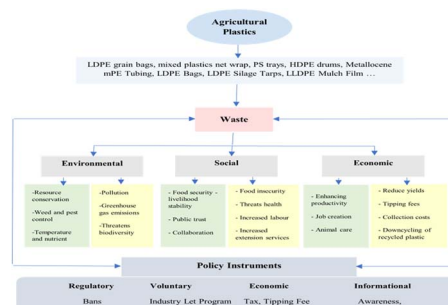 Agricultural
Plastics
LDPE grain bags, mixed plastics net wrap, PS trays, HDPE drums, Metallocene
mPE Tubing, LDPE Bags, LDPE Silage Tarps, LLDPE Mulch Film ...
Waste
Environmental
Social
Economic
-Resource
conservation
-Weed and pest
control
-Temperature
and nutrient
-Pollution
-Greenhouse
gas emissions
-Threatens
biodiversity
- Food security -
livelihood
stability
- Public trust
- Collaboration
- Food insecurity
- Threats health
- Increased labour
- Increased
extension services
- Enhancing
productivity
- Job creation
- Animal care
- Reduce yields
- Tipping fees
- Collection costs
- Downcycling of
recycled plastic
Policy Instruments
Regulatory Voluntary Economic Informational
Bans Industry Let Program Tax, Tipping Fee Awareness,